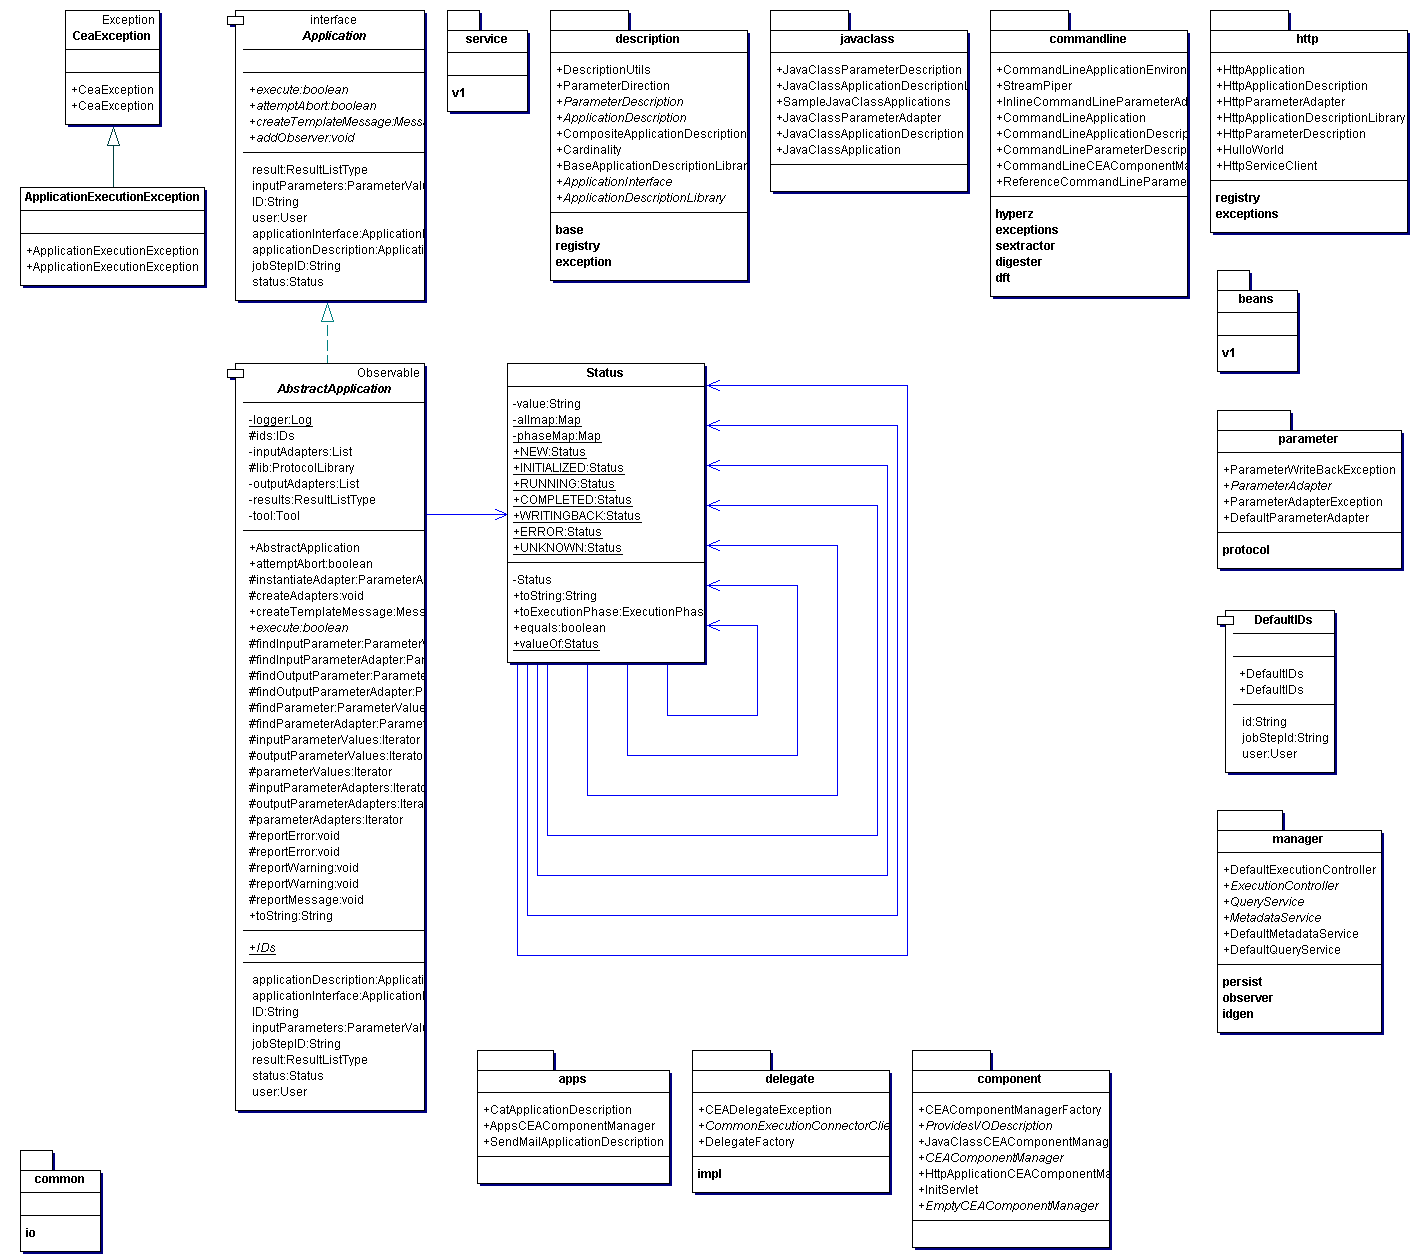 Exception
CeaException
+CeaException
+CeaException
ApplicationExecutionException
+ApplicationExecutionException
+ApplicationExecutionException
interface
Application
+execute:boolean
+attemptAbort:boolean
+createTemplateMessage:Messa
+addObserver:void
result:ResultListType
inputParameters:ParameterValu
ID:String
user:User
applicationInterface:ApplicationI
applicationDescription:Applicati
jobStepID:String
status:Status
service
v1
description
+DescriptionUtils
+ParameterDirection
+ParameterDescription
+ApplicationDescription
+CompositeApplicationDescription
+Cardinality
+BaseApplicationDescriptionLibrar
+ApplicationInterface
+ApplicationDescriptionLibrary
base
registry
exception
javaclass
+JavaClassParameterDescription
+JavaClassApplicationDescriptionL
+SampleJavaClassApplications
+JavaClassParameterAdapter
+JavaClassApplicationDescription
+JavaClassApplication
commandline
+CommandLineApplicationEnviron
+StreamPiper
+InlineCommandLineParameterAd
+CommandLineApplication
+CommandLineApplicationDescrip
+CommandLineParameterDescrip
+CommandLineCEAComponentMa
+ReferenceCommandLineParame
hyperz
exceptions
sextractor
digester
dft
http
+HttpApplication
+HttpApplicationDescription
+HttpParameterAdapter
+HttpApplicationDescriptionLibrary
+HttpParameterDescription
+HulloWorld
+HttpServiceClient
registry
exceptions
beans
v1
Observable
AbstractApplication
-logger:Log
#ids:IDs
-inputAdapters:List
#lib:ProtocolLibrary
-outputAdapters:List
-results:ResultListType
-tool:Tool
+AbstractApplication
+attemptAbort:boolean
#instantiateAdapter:ParameterA
#createAdapters:void
+createTemplateMessage:Mess
+execute:boolean
#findInputParameter:Parameter
#findInputParameterAdapter:Par
#findOutputParameter:Paramete
#findOutputParameterAdapter:P
#findParameter:ParameterValue
#findParameterAdapter:Paramet
#inputParameterValues:Iterator
#outputParameterValues:Iterato
#parameterValues:Iterator
#inputParameterAdapters:Iterato
#outputParameterAdapters:Itera
#parameterAdapters:Iterator
#reportError:void
#reportError:void
#reportWarning:void
#reportWarning:void
#reportMessage:void
+toString:String
+IDs
applicationDescription:Applicati
applicationInterface:ApplicationI
ID:String
inputParameters:ParameterValu
jobStepID:String
result:ResultListType
status:Status
user:User
Status
-value:String
-allmap:Map
-phaseMap:Map
+NEW:Status
+INITIALIZED:Status
+RUNNING:Status
+COMPLETED:Status
+WRITINGBACK:Status
+ERROR:Status
+UNKNOWN:Status
-Status
+toString:String
+toExecutionPhase:ExecutionPhas
+equals:boolean
+valueOf:Status
parameter
+ParameterWriteBackException
+ParameterAdapter
+ParameterAdapterException
+DefaultParameterAdapter
protocol
DefaultIDs
+DefaultIDs
+DefaultIDs
id:String
jobStepId:String
user:User
manager
+DefaultExecutionController
+ExecutionController
+QueryService
+MetadataService
+DefaultMetadataService
+DefaultQueryService
persist
observer
idgen
apps
+CatApplicationDescription
+AppsCEAComponentManager
+SendMailApplicationDescription
delegate
+CEADelegateException
+CommonExecutionConnectorClie
+DelegateFactory
impl
component
+CEAComponentManagerFactory
+ProvidesVODescription
+JavaClassCEAComponentManag
+CEAComponentManager
+HttpApplicationCEAComponentMa
+InitServlet
+EmptyCEAComponentManager
common
io